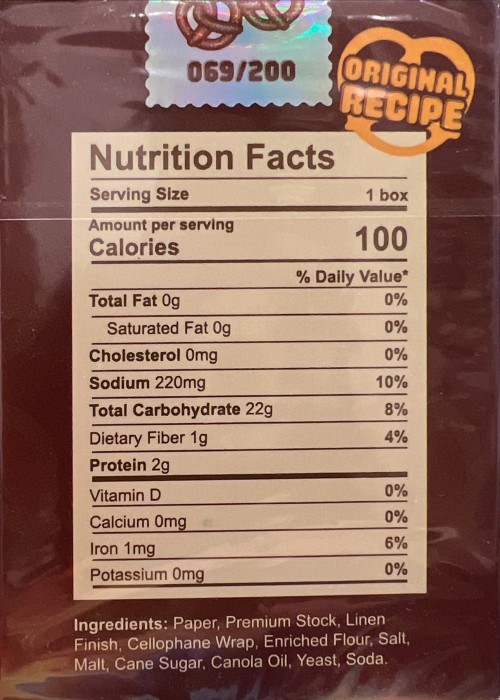 069/200
ORIGINAL
RECIPE
Nutrition Facts
Serving Size 1 box
Amount per serving
Calories 100
% Daily Value*
Total Fat 0g 0%
Saturated Fat 0g 0%
Cholesterol 0mg 0%
Sodium 220mg 10%
Total Carbohydrate 22g 8%
Dietary Fiber 1g 4%
Protein 2g
Vitamin D 0%
Calcium 0mg 0%
Iron 1mg 6%
Potassium 0mg 0%
Ingredients: Paper, Premium Stock, Linen
Finish, Cellophane Wrap, Enriched Flour, Salt,
Malt, Cane Sugar, Canola Oil, Yeast, Soda.